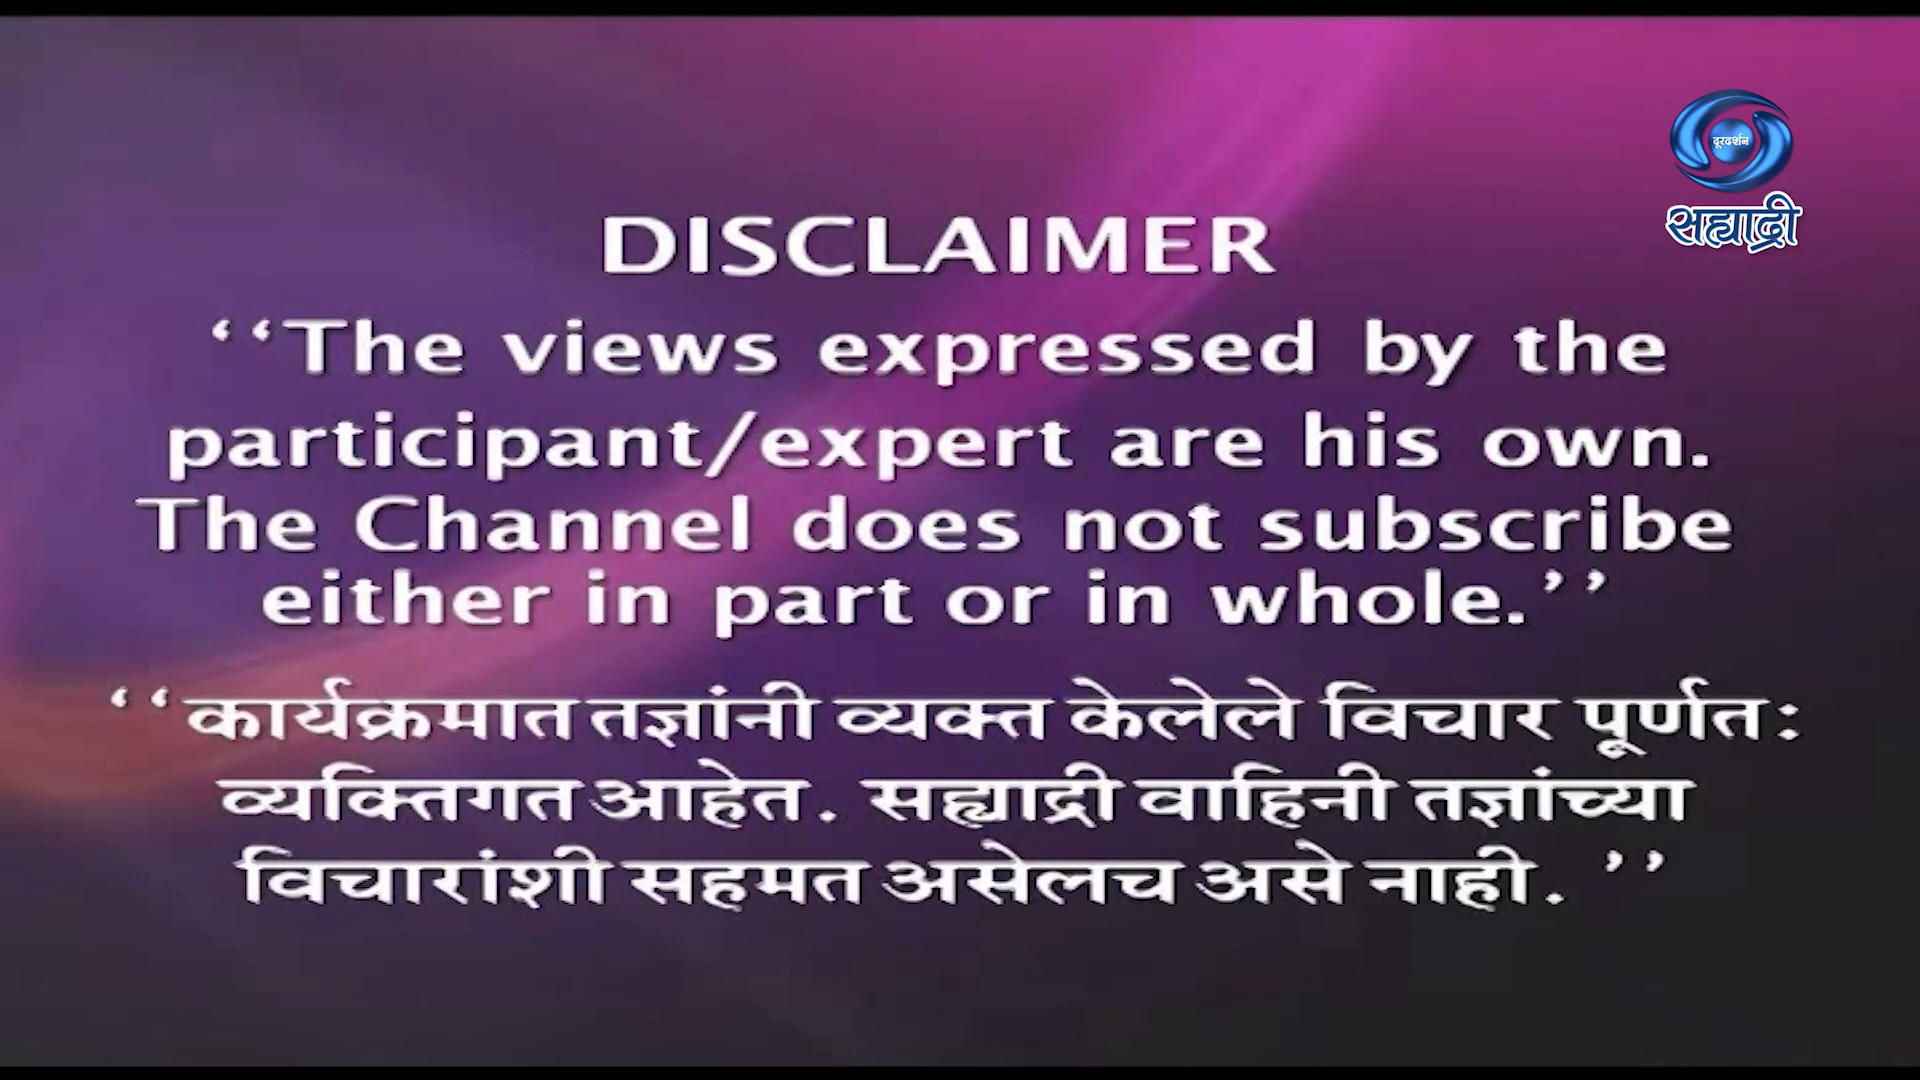 दूरदर्शन
सह्याद्री
DISCLAIMER
‘‘The views expressed by the
participant/expert are his own.
The Channel does not subscribe
either in part or in whole.’’
‘‘कार्यक्रमात तज्ञांनी व्यक्त केलेले विचार पूर्णत:
व्यक्तिगत आहेत. सह्याद्री वाहिनी तज्ञांच्या
विचारांशी सहमत असेलच असे नाही. ’’